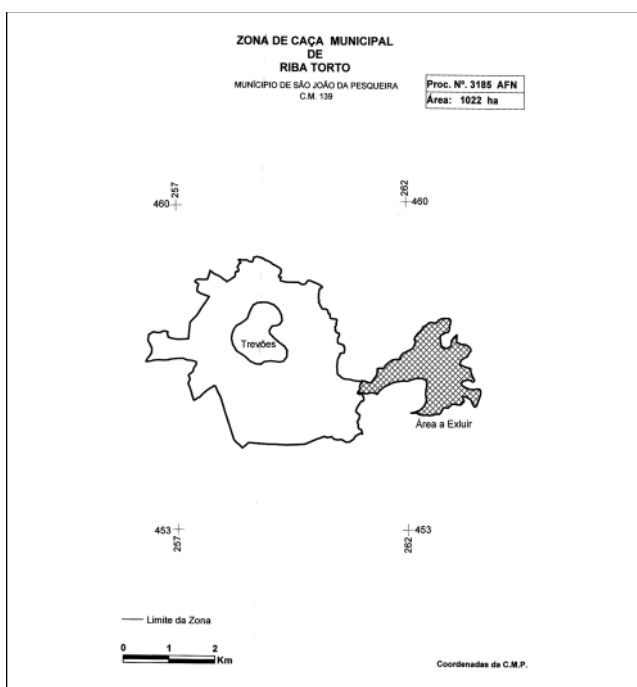 ZONA DE CAÇA MUNICIPAL
DE
RIBA TORTO
MUNICÍPIO DE SÃO JOÃO DA PESQUEIRA
C.M. 139
Proc. Nº. 3185 AFN
Área: 1022 ha
257
460
262
460
Trevões
Área a Exluir
453
257
453
262
Limite da Zona
0 1 2
Km
Coordenadas da C.M.P.